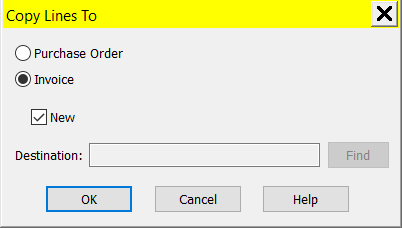 Copy Lines To
Purchase Order
Invoice
New
Destination:
Find
OK
Cancel
Help